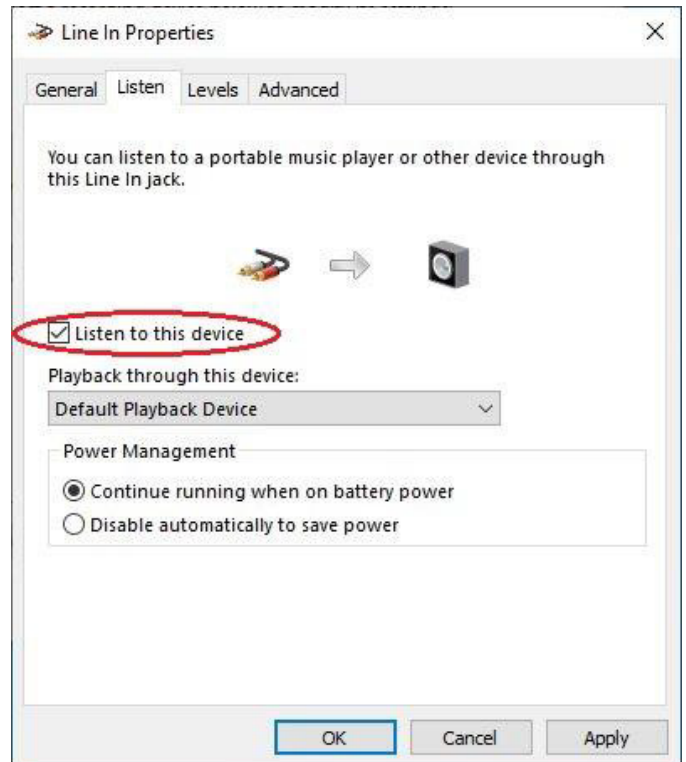 Line In Properties
General Listen Levels Advanced
You can listen to a portable music player or other device through
this Line In jack.
Listen to this device
Playback through this device:
Default Playback Device
Power Management
Continue running when on battery power
Disable automatically to save power
OK Cancel Apply